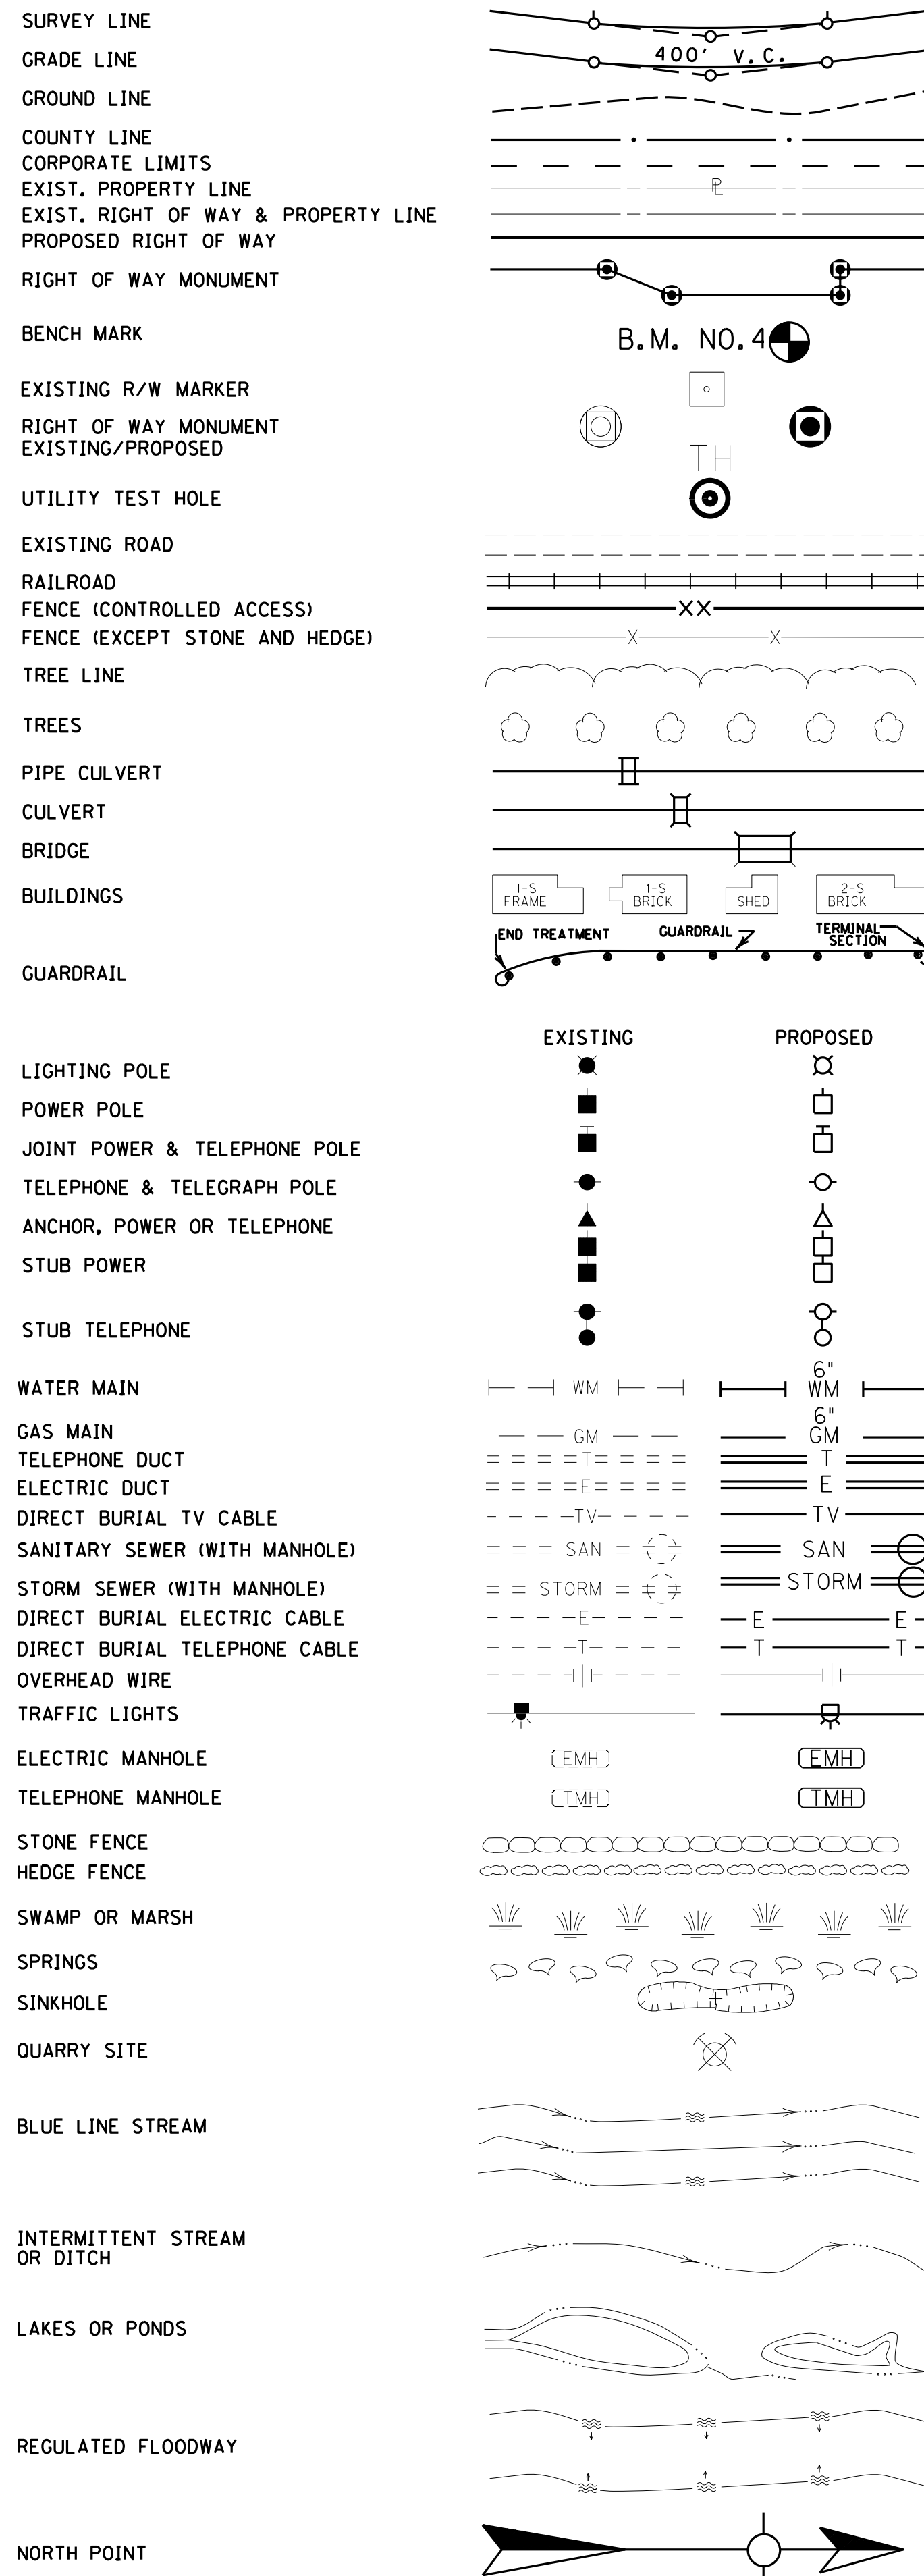 SURVEY LINE
GRADE LINE
400' V.C.
GROUND LINE
COUNTY LINE
CORPORATE LIMITS
EXIST. PROPERTY LINE
PL
EXIST. RIGHT OF WAY & PROPERTY LINE
PROPOSED RIGHT OF WAY
RIGHT OF WAY MONUMENT
BENCH MARK
B.M. NO.4
EXISTING R/W MARKER
RIGHT OF WAY MONUMENT
EXISTING/PROPOSED
TH
UTILITY TEST HOLE
EXISTING ROAD
RAILROAD
FENCE (CONTROLLED ACCESS)
XX
FENCE (EXCEPT STONE AND HEDGE)
X X
TREE LINE
TREES
PIPE CULVERT
CULVERT
BRIDGE
BUILDINGS
1-S FRAME
1-S BRICK
SHED
2-S BRICK
END TREATMENT
GUARDRAIL
TERMINAL SECTION
GUARDRAIL
EXISTING PROPOSED
LIGHTING POLE
POWER POLE
JOINT POWER & TELEPHONE POLE
TELEPHONE & TELEGRAPH POLE
ANCHOR, POWER OR TELEPHONE
STUB POWER
STUB TELEPHONE
6"
WATER MAIN WM WM
6"
GAS MAIN GM GM
TELEPHONE DUCT T T
ELECTRIC DUCT E E
DIRECT BURIAL TV CABLE TV TV
SANITARY SEWER (WITH MANHOLE) SAN SAN
STORM SEWER (WITH MANHOLE) STORM STORM
DIRECT BURIAL ELECTRIC CABLE E E E
DIRECT BURIAL TELEPHONE CABLE T T T
OVERHEAD WIRE
TRAFFIC LIGHTS
ELECTRIC MANHOLE EMH EMH
TELEPHONE MANHOLE TMH TMH
STONE FENCE
HEDGE FENCE
SWAMP OR MARSH
SPRINGS
SINKHOLE
QUARRY SITE
BLUE LINE STREAM
INTERMITTENT STREAM
OR DITCH
LAKES OR PONDS
REGULATED FLOODWAY
NORTH POINT